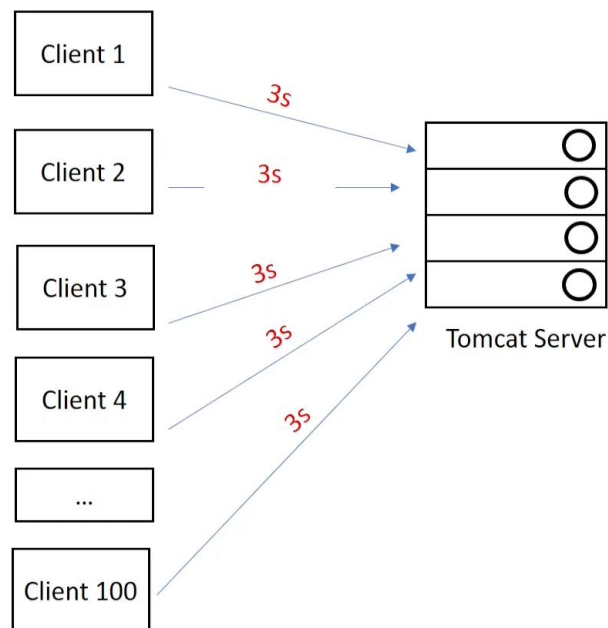 Client 1
3s
Client 2
3s
Client 3
3s
Tomcat Server
Client 4
3s
...
3s
Client 100